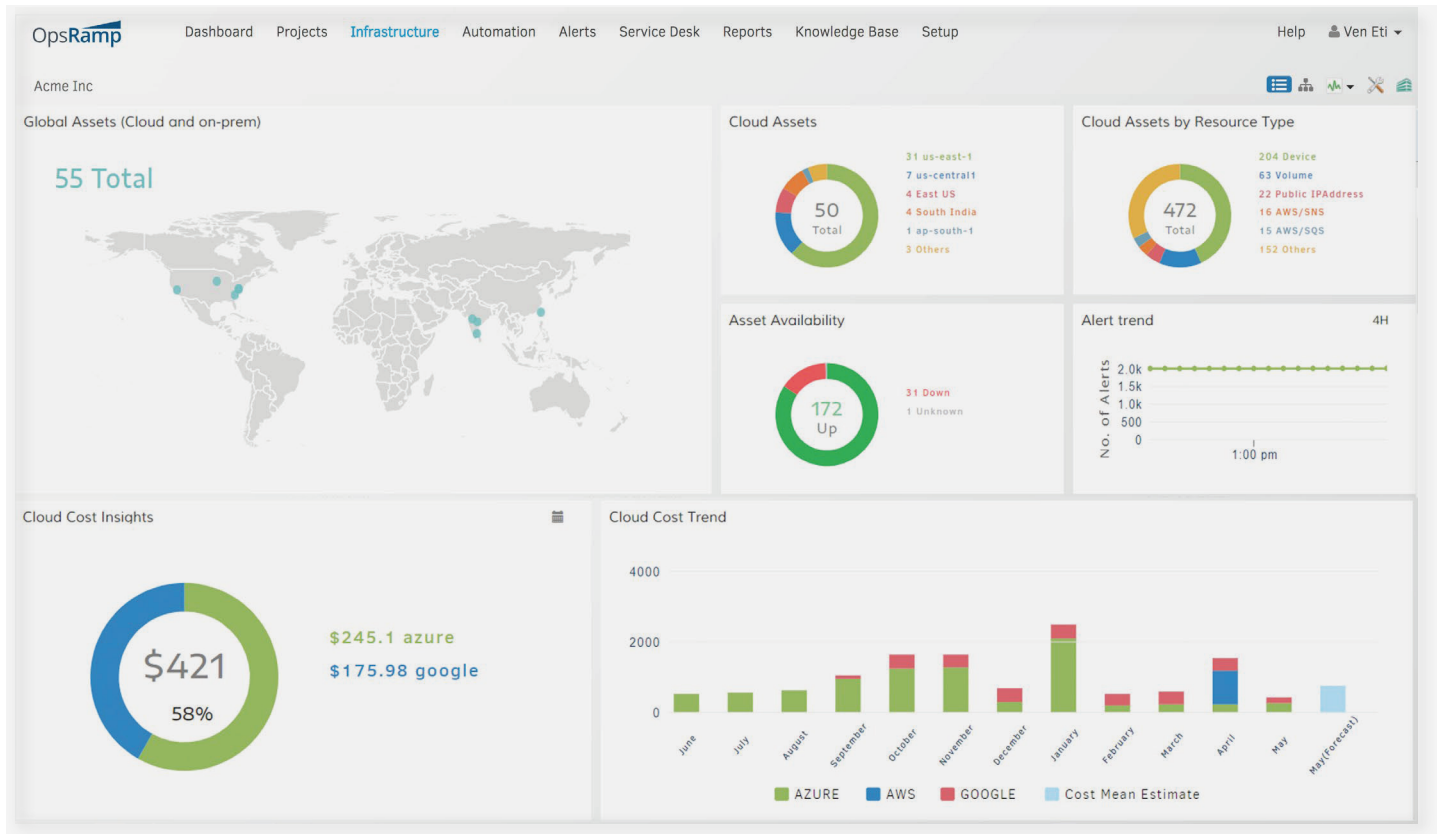 OpsRamp
Dashboard Projects Infrastructure Automation Alerts Service Desk Reports Knowledge Base Setup Help Ven Eti
Acme Inc
Global Assets (Cloud and on-prem)
55 Total
Cloud Assets
50
Total
31 us-east-1
7 us-central1
4 East US
4 South India
1 ap-south-1
3 Others
Cloud Assets by Resource Type
472
Total
204 Device
63 Volume
22 Public IPAddress
16 AWS/SNS
15 AWS/SQS
152 Others
Asset Availability
172
Up
31 Down
1 Unknown
Alert trend 4H
No. of Alerts
2.0k
1.5k
1.0k
500
0
1:00 pm
Cloud Cost Insights
$421
58%
$245.1 azure
$175.98 google
Cloud Cost Trend
4000
2000
0
June July August September October November December January February March April May May(Forecast)
AZURE AWS GOOGLE Cost Mean Estimate